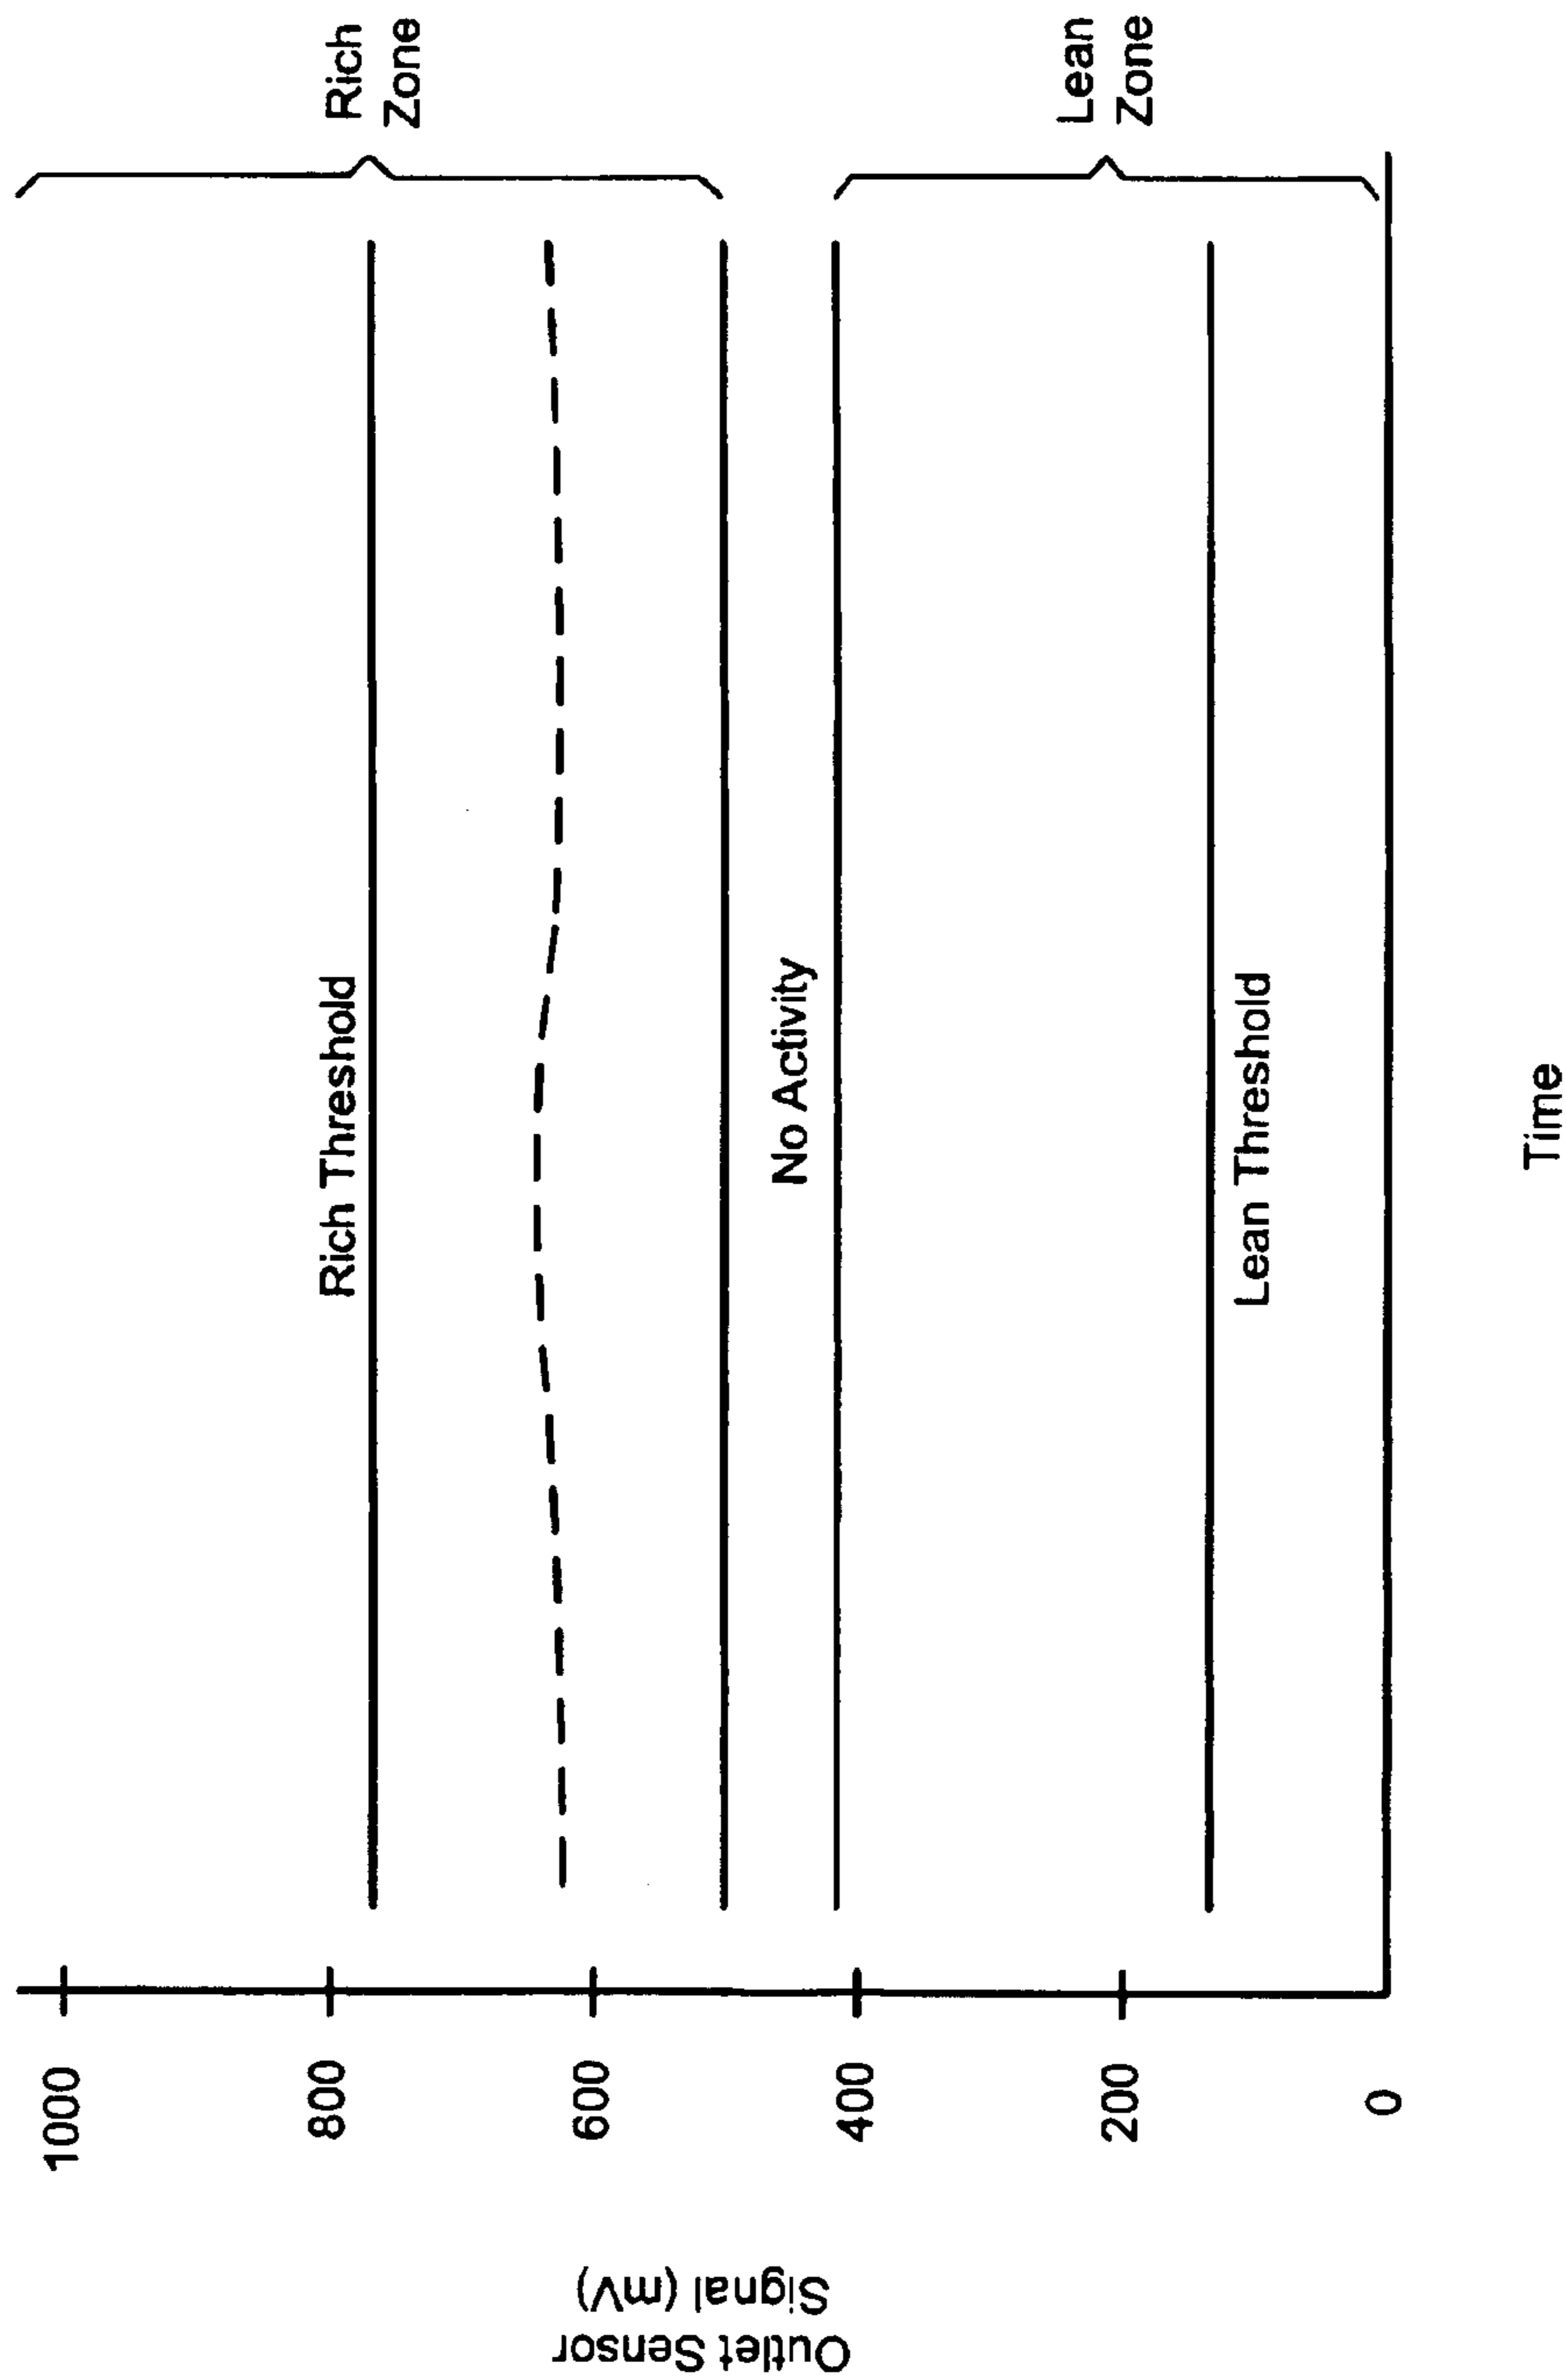 Outlet Sensor
Signal (mV)
1000
800
600
400
200
0
Rich Threshold
No Activity
Lean Threshold
Rich
Zone
Lean
Zone
Time